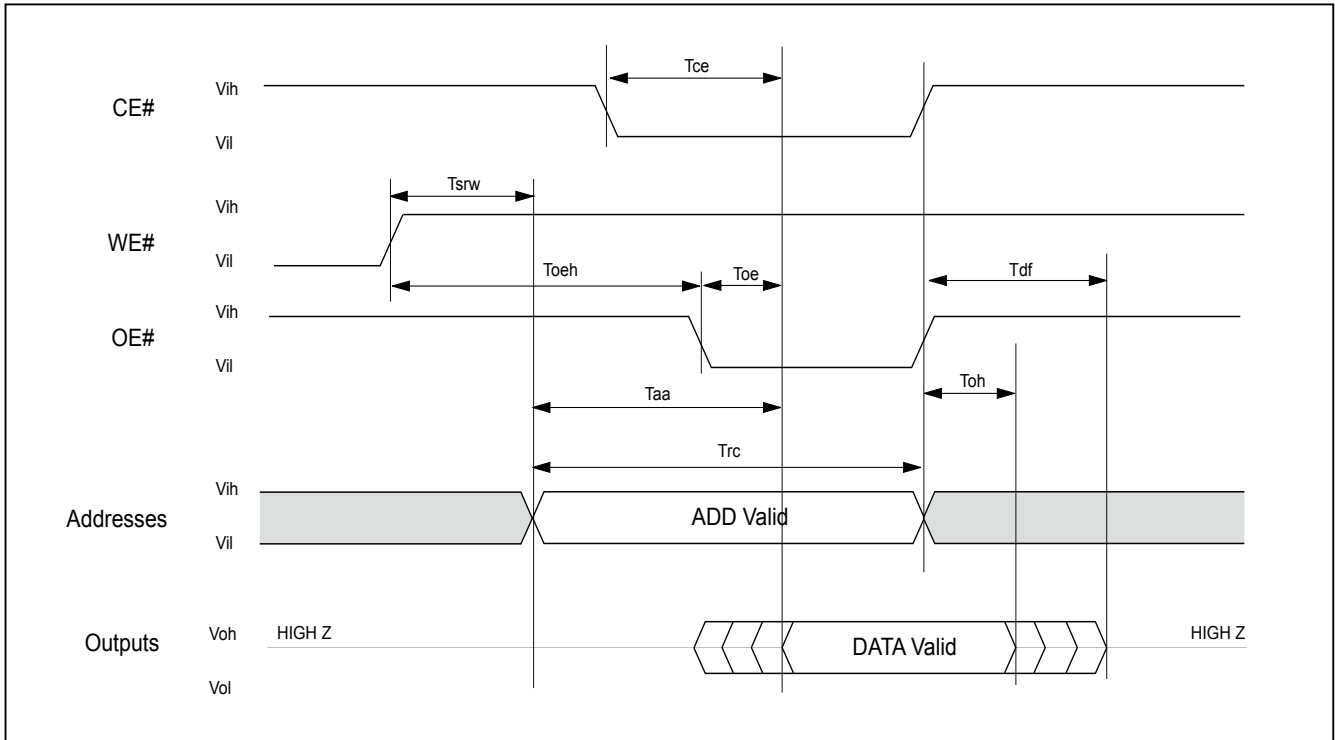 Tce
Vih
CE#
Vil
Tsrw
Vih
WE#
Vil
Toeh
Toe
Tdf
Vih
OE#
Vil
Toh
Taa
Trc
Vih
Addresses
ADD Valid
Vil
Voh
HIGH Z
Outputs
DATA Valid
HIGH Z
Vol